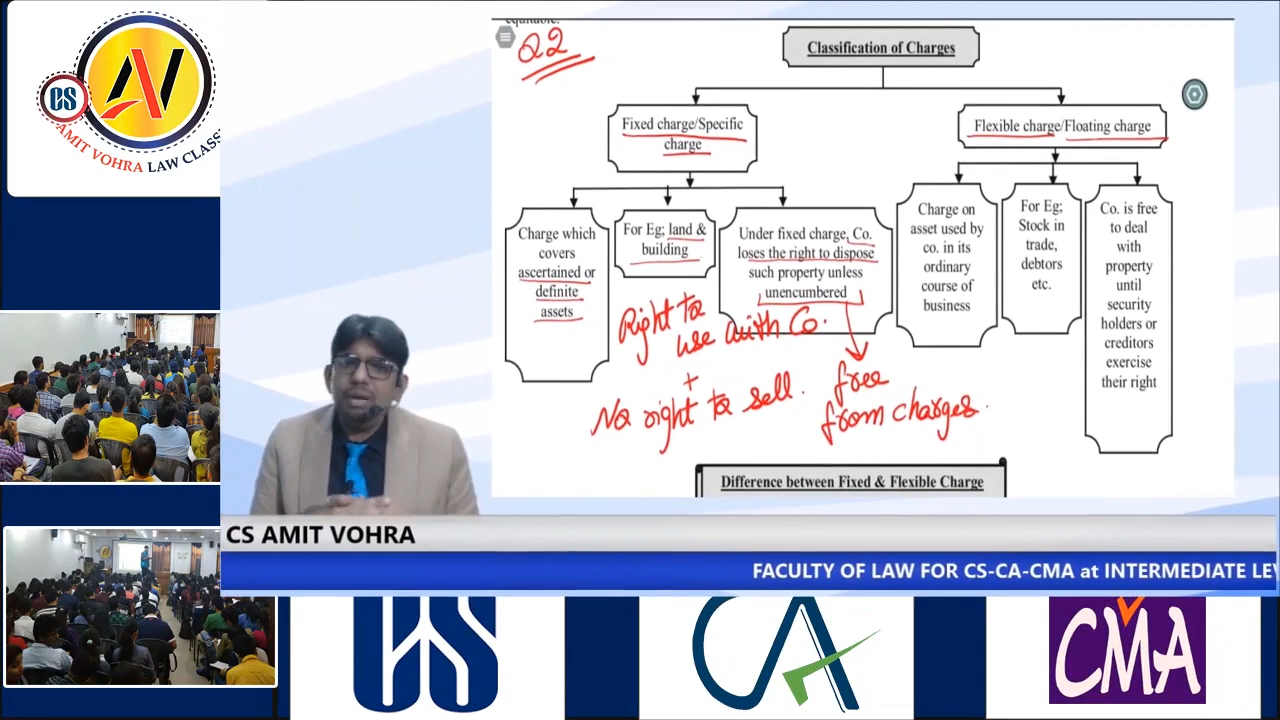 equitable.
Q2
Classification of Charges
Fixed charge/Specific
charge
Flexible charge/Floating charge
Charge which
covers
ascertained or
definite
assets
For Eg; land &
building
Under fixed charge, Co.
loses the right to dispose
such property unless
unencumbered
Charge on
asset used by
co. in its
ordinary
course of
business
For Eg;
Stock in
trade,
debtors
etc.
Co. is free
to deal
with
property
until
security
holders or
creditors
exercise
their right
Right to
use with Co.
+
No right to sell.
free
from charges.
Difference between Fixed & Flexible Charge
AV
CS
AMIT VOHRA LAW CLASS
CS AMIT VOHRA
FACULTY OF LAW FOR CS-CA-CMA at INTERMEDIATE LE
CS
CA
CMA